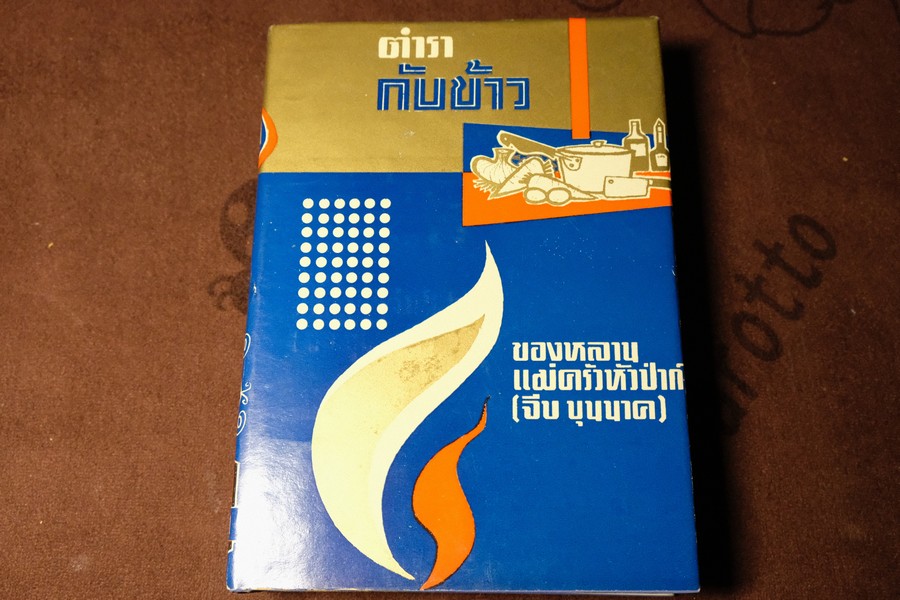 ตำรา
กับข้าว
ของหลาน
แม่ครัวหัวป่าก์
(จีบ บุนนาค)